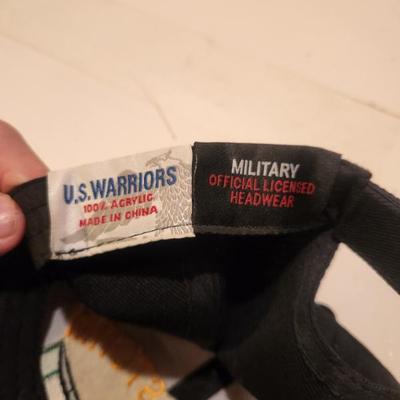 U.S.WARRIORS
100% ACRYLIC
MADE IN CHINA
MILITARY
OFFICIAL LICENSED
HEADWEAR